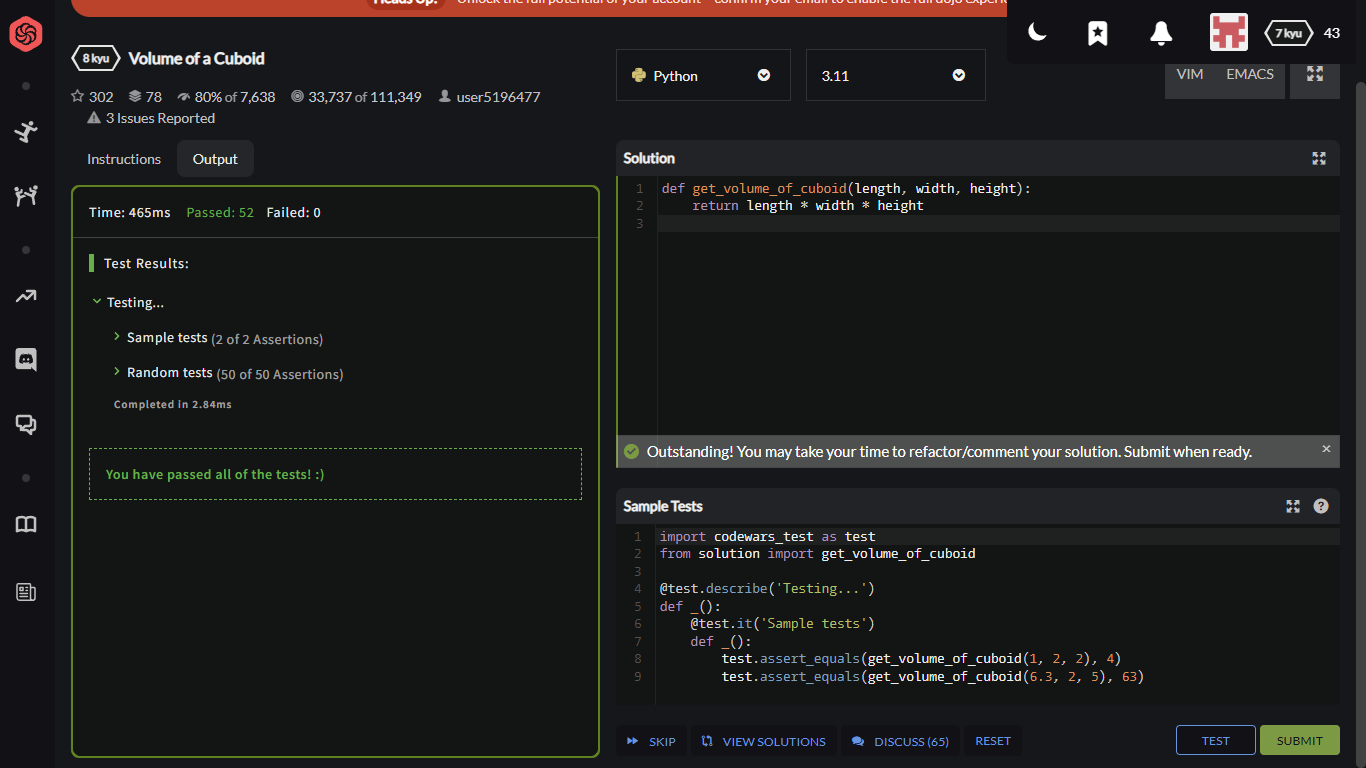 Heads Up! Unlock the full potential of your account - confirm your email to enable the full dojo experie
7 kyu 43
8 kyu Volume of a Cuboid
302 78 80% of 7,638 33,737 of 111,349 user5196477
3 Issues Reported
Python
3.11
VIM EMACS
Instructions Output
Time: 465ms Passed: 52 Failed: 0
Test Results:
Testing...
Sample tests (2 of 2 Assertions)
Random tests (50 of 50 Assertions)
Completed in 2.84ms
You have passed all of the tests! :)
Solution
1 def get_volume_of_cuboid(length, width, height):
2     return length * width * height
3
Outstanding! You may take your time to refactor/comment your solution. Submit when ready. ×
Sample Tests
?
1 import codewars_test as test
2 from solution import get_volume_of_cuboid
3
4 @test.describe('Testing...')
5 def _():
6     @test.it('Sample tests')
7     def _():
8         test.assert_equals(get_volume_of_cuboid(1, 2, 2), 4)
9         test.assert_equals(get_volume_of_cuboid(6.3, 2, 5), 63)
SKIP VIEW SOLUTIONS DISCUSS (65) RESET TEST SUBMIT